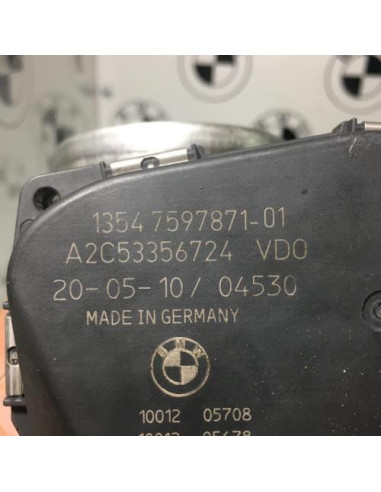 1354 7597871-01
A2C53356724 VDO
20-05-10/ 04530
MADE IN GERMANY
BMW
10012 05708